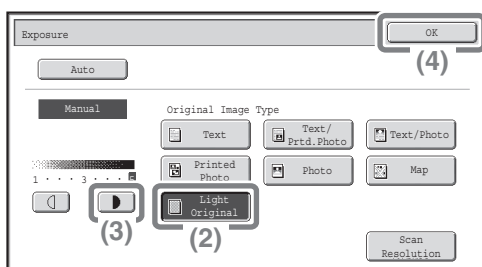 Exposure
OK
(4)
Auto
Manual
Original Image Type
Text
Text/
Prtd.Photo
Text/Photo
1 · · · 3 · · · 5
Printed
Photo
Photo
Map
Light
Original
(3)
(2)
Scan
Resolution